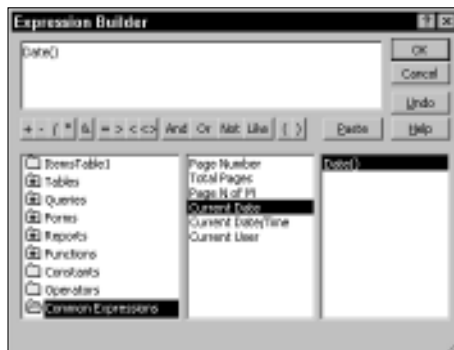 Expression Builder
Date()
OK
Cancel
Undo
+ - / * & = > < <> And Or Not Like ( )
Paste
Help
ItemsTable1
Tables
Queries
Forms
Reports
Functions
Constants
Operators
Common Expressions
Page Number
Total Pages
Page N of M
Current Date
Current Date/Time
Current User
Date()